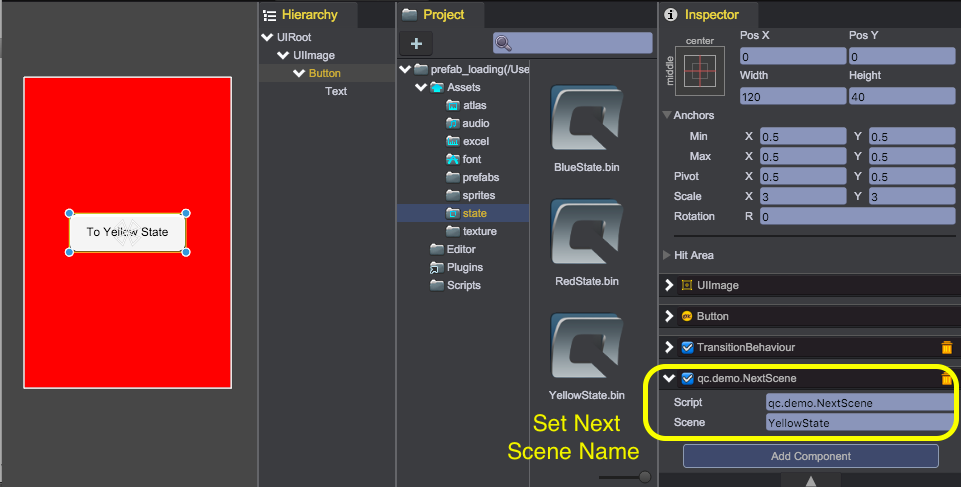 To Yellow State
Hierarchy
UIRoot
UIImage
Button
Text
Project
+
prefab_loading(/Use
Assets
atlas
audio
excel
font
prefabs
sprites
state
texture
Editor
Plugins
Scripts
BlueState.bin
RedState.bin
YellowState.bin
Set Next
Scene Name
Inspector
center
middle
Pos X
Pos Y
0
0
Width
Height
120
40
Anchors
Min X 0.5 Y 0.5
Max X 0.5 Y 0.5
Pivot X 0.5 Y 0.5
Scale X 3 Y 3
Rotation R 0
Hit Area
UIImage
Button
TransitionBehaviour
qc.demo.NextScene
Script qc.demo.NextScene
Scene YellowState
Add Component